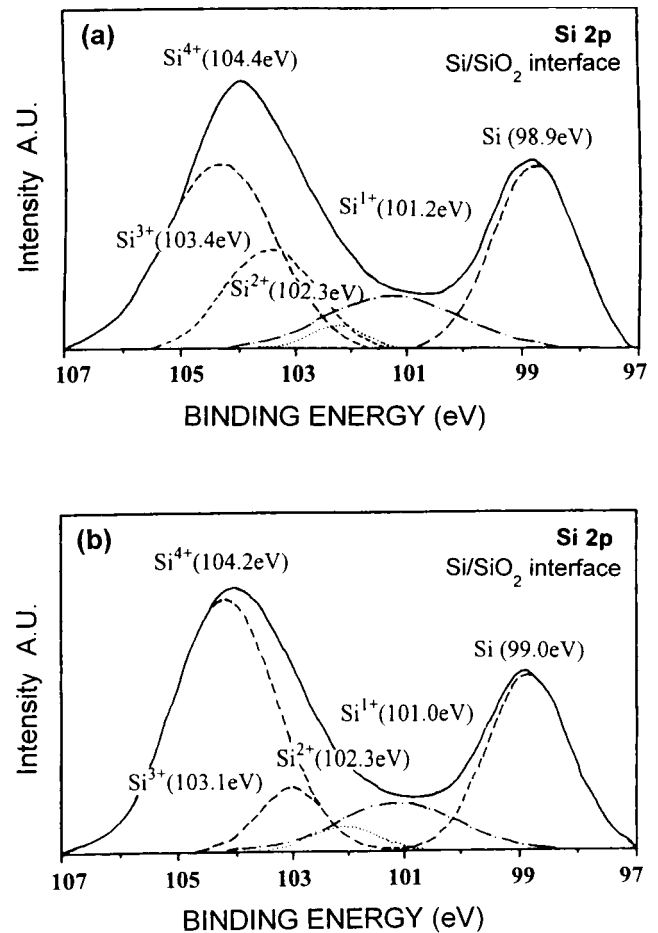 (a)
Si 2p
Si/SiO₂ interface
Si⁴⁺(104.4eV)
Si (98.9eV)
Si¹⁺(101.2eV)
Si³⁺(103.4eV)
Si²⁺(102.3eV)
Intensity A.U.
107 105 103 101 99 97
BINDING ENERGY (eV)
(b)
Si 2p
Si/SiO₂ interface
Si⁴⁺(104.2eV)
Si (99.0eV)
Si¹⁺(101.0eV)
Si²⁺(102.3eV)
Si³⁺(103.1eV)
Intensity A.U.
107 105 103 101 99 97
BINDING ENERGY (eV)